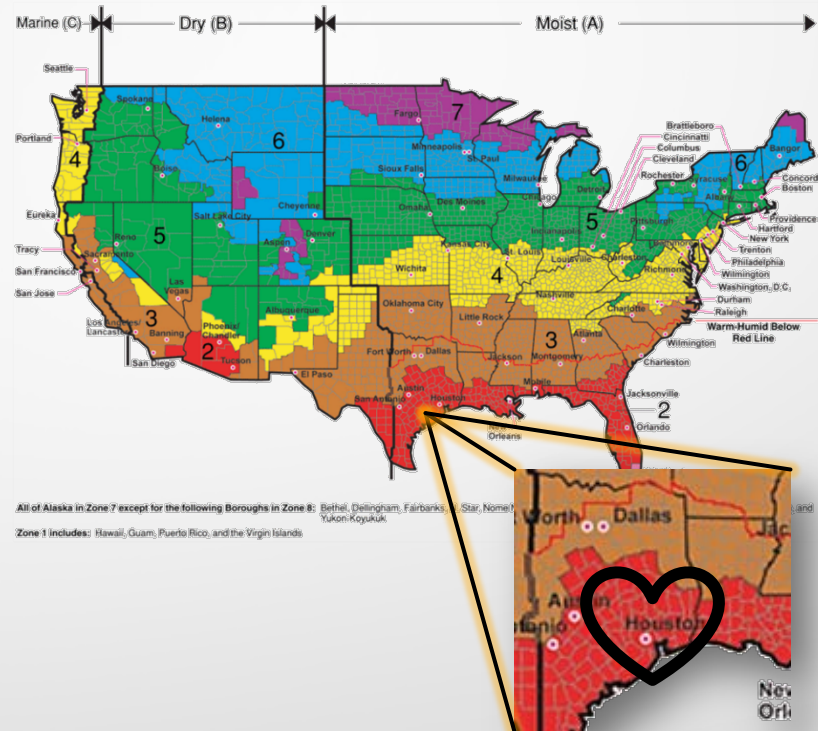 Marine (C)
Dry (B)
Moist (A)
Seattle
Spokane
Helena
6
Fargo
7
Portland
4
Boise
Minneapolis
St. Paul
Brattleboro
Cincinnatti
Columbus
Cleveland
Rochester
Syracuse
6
Bangor
Sioux Falls
Milwaukee
Detroit
Albany
Concord
Boston
Eureka
Reno
5
Salt Lake City
Cheyenne
Omaha
Des Moines
Chicago
5
Pittsburgh
Providence
Hartford
New York
Trenton
Tracy
Sacramento
Aspen
Denver
Indianapolis
Kansas City
St. Louis
Louisville
Charleston
Richmond
Philadelphia
Wilmington
Washington, D.C.
San Francisco
San Jose
Las
Vegas
Wichita
4
Nashville
Durham
Raleigh
Los Angeles/
Lancaster
3
Banning
Phoenix/
Chandler
Albuquerque
Oklahoma City
Little Rock
3
Atlanta
Charlotte
Warm-Humid Below
Red Line
Wilmington
San Diego
2
Tucson
El Paso
Fort Worth
Dallas
Jackson
Montgomery
Charleston
Austin
San Antonio
Houston
Mobile
New
Orleans
Jacksonville
2
Orlando
All of Alaska in Zone 7 except for the following Boroughs in Zone 8: Bethel, Dellingham, Fairbanks, Star, Nome
and
Yukon-Koyukuk
Zone 1 includes: Hawaii, Guam, Puerto Rico, and the Virgin Islands
Worth
Dallas
Jac
Austin
tonio
Houston
New
Orl